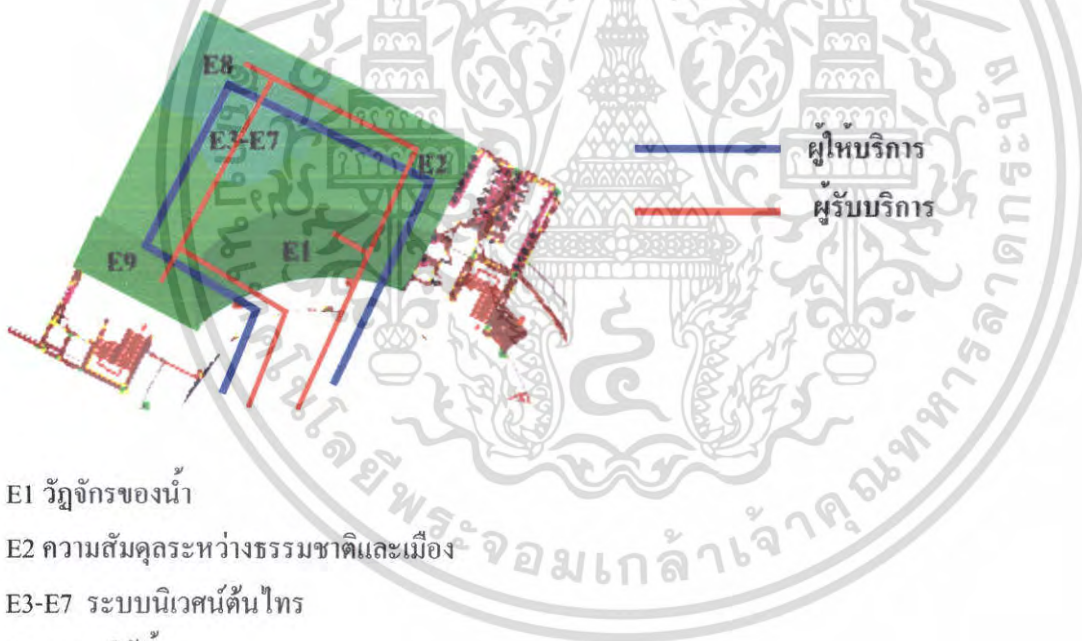 E8
E3-E7
E2
E1
E9
ผู้ให้บริการ
ผู้รับบริการ
E1 วัฏจักรของน้ำ
E2 ความสัมดุลระหว่างธรรมชาติและเมือง
E3-E7 ระบบนิเวศน์ต้นไทร